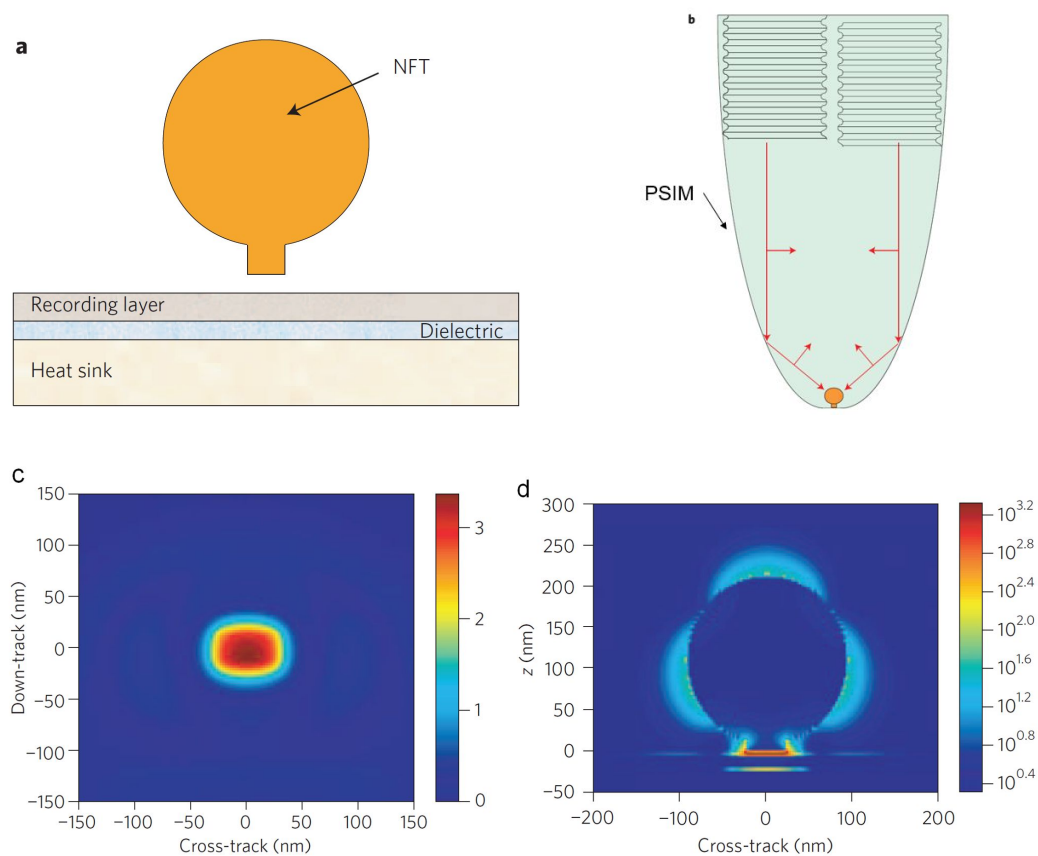 a
NFT
Recording layer
Dielectric
Heat sink
b
PSIM
c
150
100
50
0
−50
−100
−150
Down-track (nm)
−150 −100 −50 0 50 100 150
Cross-track (nm)
3
2
1
0
d
300
250
200
150
100
50
0
−50
z (nm)
−200 −100 0 100 200
Cross-track (nm)
10^3.2
10^2.8
10^2.4
10^2.0
10^1.6
10^1.2
10^0.8
10^0.4